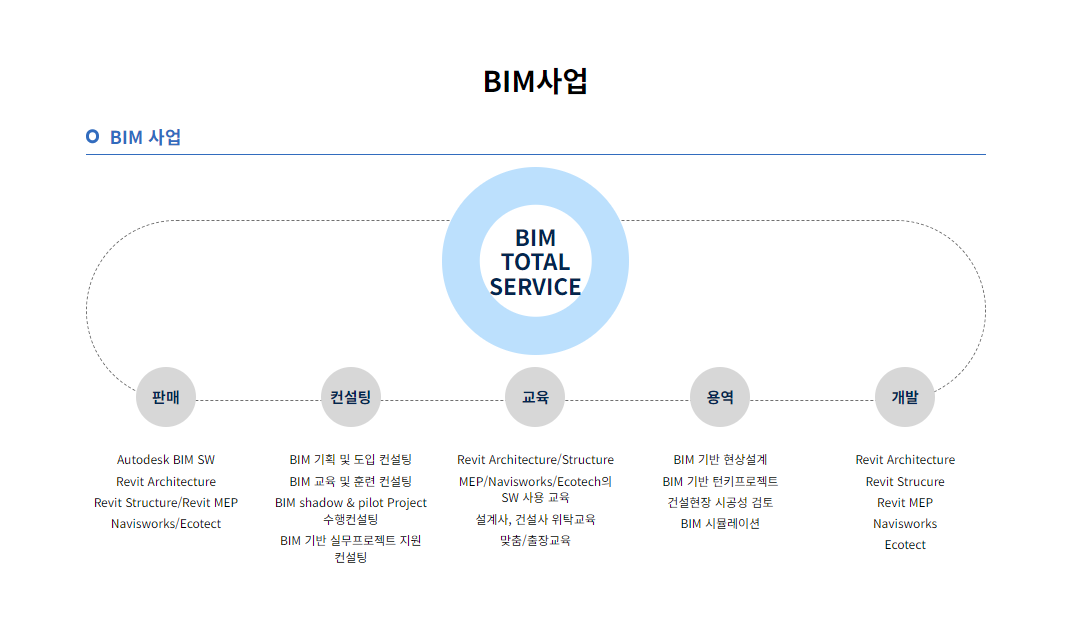 BIM사업
BIM 사업
BIM
TOTAL
SERVICE
판매
컨설팅
교육
용역
개발
Autodesk BIM SW
Revit Architecture
Revit Structure/Revit MEP
Navisworks/Ecotect
BIM 기획 및 도입 컨설팅
BIM 교육 및 훈련 컨설팅
BIM shadow & pilot Project
수행컨설팅
BIM 기반 실무프로젝트 지원
컨설팅
Revit Architecture/Structure
MEP/Navisworks/Ecotech의
SW 사용 교육
설계사, 건설사 위탁교육
맞춤/출장교육
BIM 기반 현상설계
BIM 기반 턴키프로젝트
건설현장 시공성 검토
BIM 시뮬레이션
Revit Architecture
Revit Strucure
Revit MEP
Navisworks
Ecotect